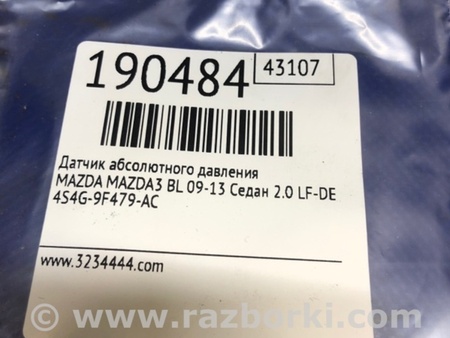 190484
43107
Датчик абсолютного давления
MAZDA MAZDA3 BL 09-13 Седан 2.0 LF-DE
4S4G-9F479-AC
www.3234444.com
www.razborki.com